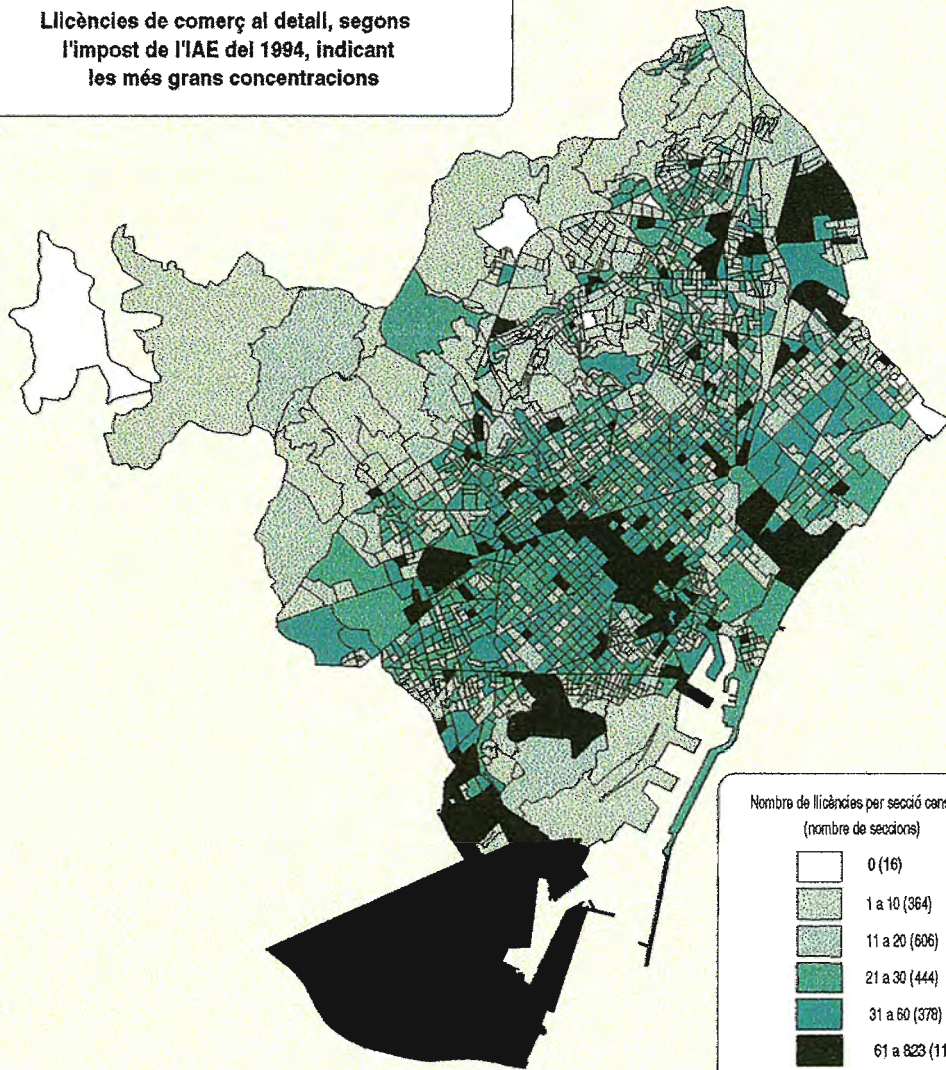 Llicències de comerç al detall, segons
l'impost de l'IAE del 1994, indicant
les més grans concentracions
Nombre de llicències per secció
(nombre de seccions)
0 (16)
1 a 10 (364)
11 a 20 (606)
21 a 30 (444)
31 a 60 (378)
61 a 823